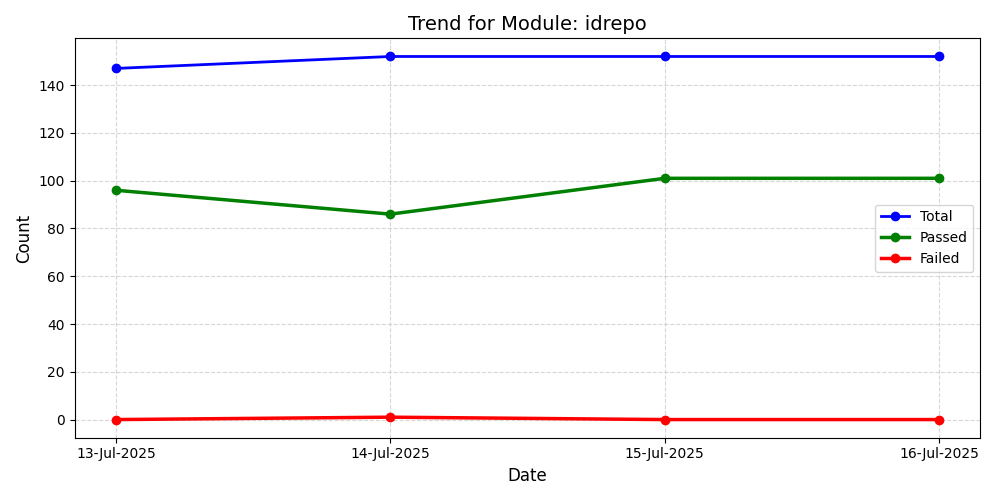 Trend for Module: idrepo
Count
140
120
100
80
60
40
20
0
Total
Passed
Failed
13-Jul-2025 14-Jul-2025 15-Jul-2025 16-Jul-2025
Date